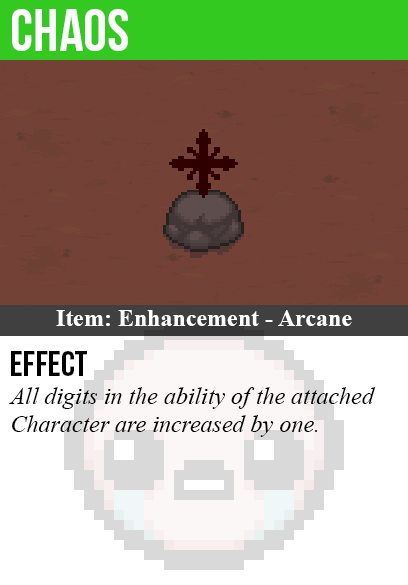 CHAOS
Item: Enhancement - Arcane
EFFECT
All digits in the ability of the attached
Character are increased by one.